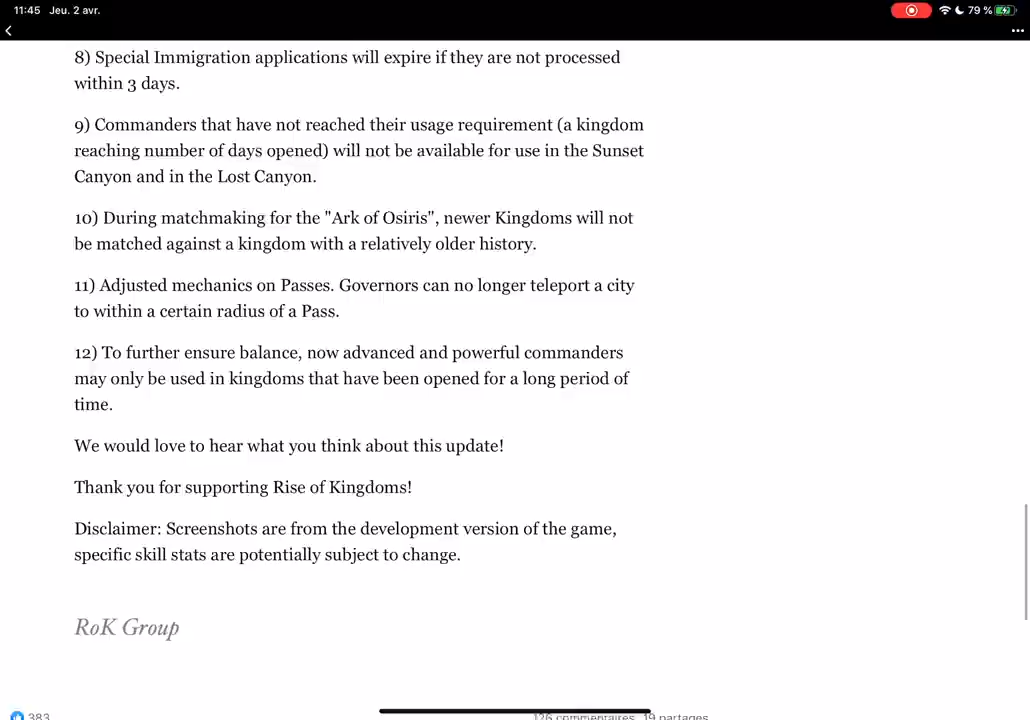 11:45 Jeu. 2 avr.
79 %
8) Special Immigration applications will expire if they are not processed
within 3 days.
9) Commanders that have not reached their usage requirement (a kingdom
reaching number of days opened) will not be available for use in the Sunset
Canyon and in the Lost Canyon.
10) During matchmaking for the "Ark of Osiris", newer Kingdoms will not
be matched against a kingdom with a relatively older history.
11) Adjusted mechanics on Passes. Governors can no longer teleport a city
to within a certain radius of a Pass.
12) To further ensure balance, now advanced and powerful commanders
may only be used in kingdoms that have been opened for a long period of
time.
We would love to hear what you think about this update!
Thank you for supporting Rise of Kingdoms!
Disclaimer: Screenshots are from the development version of the game,
specific skill stats are potentially subject to change.
RoK Group
383
126 commentaires 19 partages